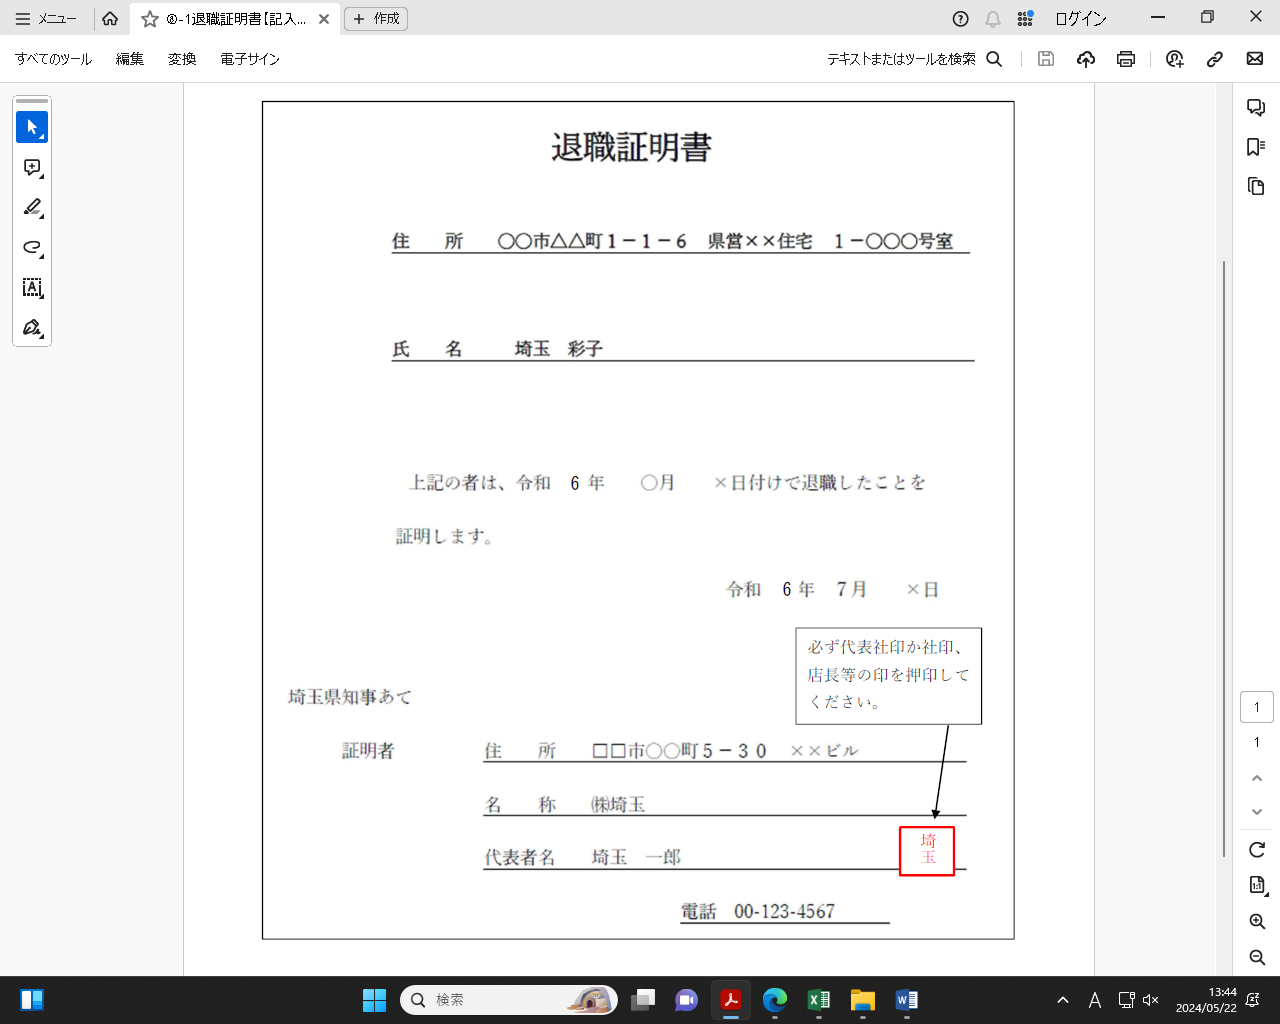 メニュー
⑧-1退職証明書【記入...
作成
ログイン
すべてのツール 編集 変換 電子サイン
テキストまたはツールを検索
退職証明書
住　所　〇〇市△△町１－１－６　県営××住宅　１－〇〇〇号室
氏　名　　埼玉　彩子
上記の者は、令和　6 年　　〇月　　×日付けで退職したことを
証明します。
令和　6 年　７月　　×日
必ず代表社印か社印、
店長等の印を押印して
ください。
埼玉県知事あて
証明者　住　所　□□市〇〇町５－３０　××ビル
名　称　㈱埼玉
代表者名　埼玉　一郎
埼
玉
電話　00-123-4567
1
1
1:1
検索
A
13:44
2024/05/22